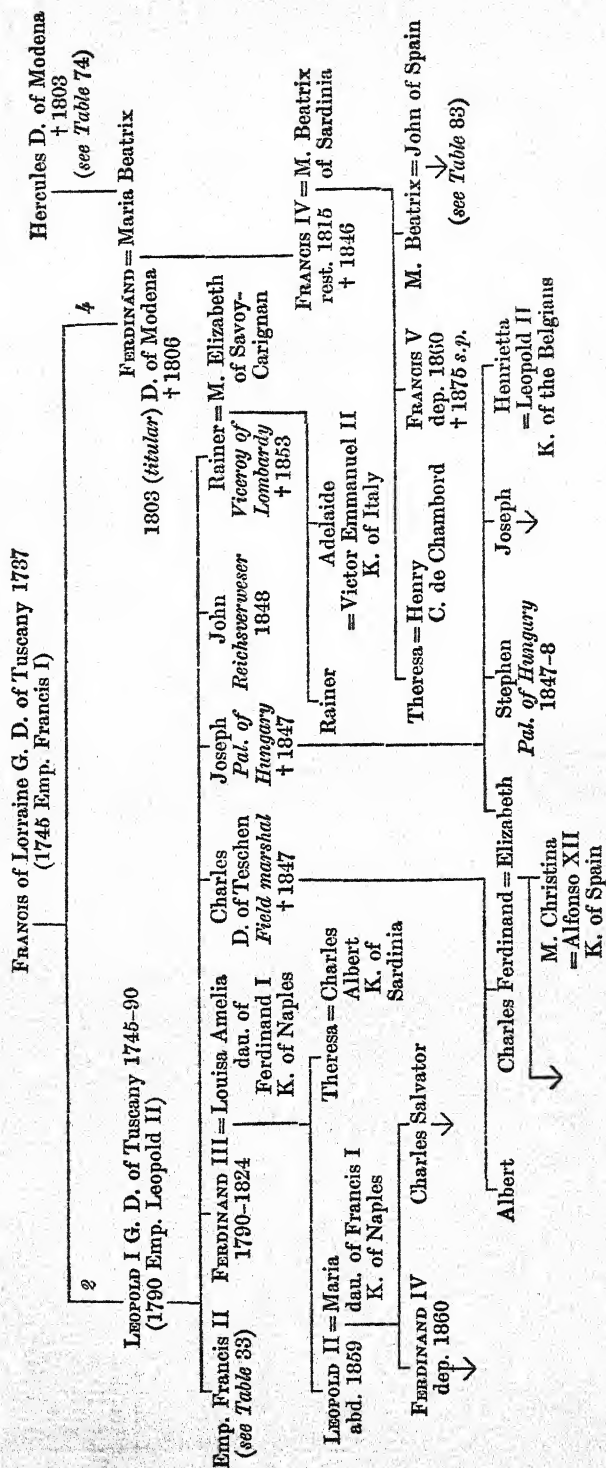 FRANCIS of Lorraine G. D. of Tuscany 1737
(1745 Emp. Francis I)
Hercules D. of Modena
† 1803
(see Table 74)
2
4
LEOPOLD I G. D. of Tuscany 1745-90
(1790 Emp. Leopold II)
FERDINAND = Maria Beatrix
1803 (titular) D. of Modena
† 1806
Emp. Francis II
(see Table 33)
FERDINAND III = Louisa Amelia
1790-1824
dau. of
Ferdinand I
K. of Naples
Charles
D. of Teschen
Field marshal
† 1847
Joseph
Pal. of
Hungary
† 1847
John
Reichsverweser
1848
Rainer = M. Elizabeth
Viceroy of
Lombardy
† 1853
of Savoy-
Carignan
FRANCIS IV = M. Beatrix
rest. 1815
† 1846
of Sardinia
LEOPOLD II = Maria
abd. 1859
dau. of Francis I
K. of Naples
Theresa = Charles
Albert
K. of
Sardinia
Rainer
Adelaide
= Victor Emmanuel II
K. of Italy
Theresa = Henry
C. de Chambord
FRANCIS V
dep. 1860
† 1875 s.p.
M. Beatrix = John of Spain
(see Table 83)
FERDINAND IV
dep. 1860
Charles Salvator
Albert
Charles Ferdinand = Elizabeth
Stephen
Pal. of Hungary
1847-8
Joseph
Henrietta
= Leopold II
K. of the Belgians
M. Christina
= Alfonso XII
K. of Spain